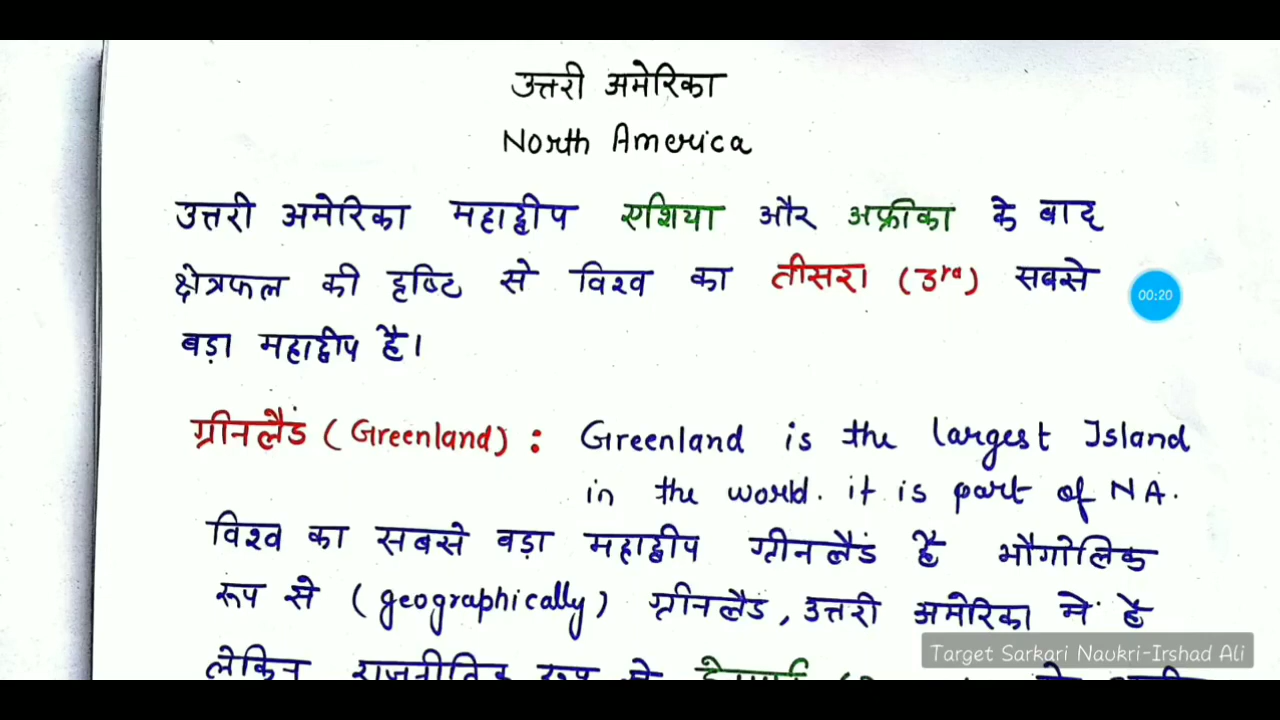 उत्तरी अमेरिका
North America
उत्तरी अमेरिका महाद्वीप एशिया और अफ्रीका के बाद
क्षेत्रफल की दृष्टि से विश्व का तीसरा (3rd) सबसे
00:20
बड़ा महाद्वीप है।
ग्रीनलैंड (Greenland) : Greenland is the largest Island
in the world. it is part of NA.
विश्व का सबसे बड़ा महाद्वीप ग्रीनलैंड है भौगोलिक
रूप से (geographically) ग्रीनलैंड, उत्तरी अमेरिका में है
Target Sarkari Naukri-Irshad Ali
लेकिन राजनीतिक रूप से